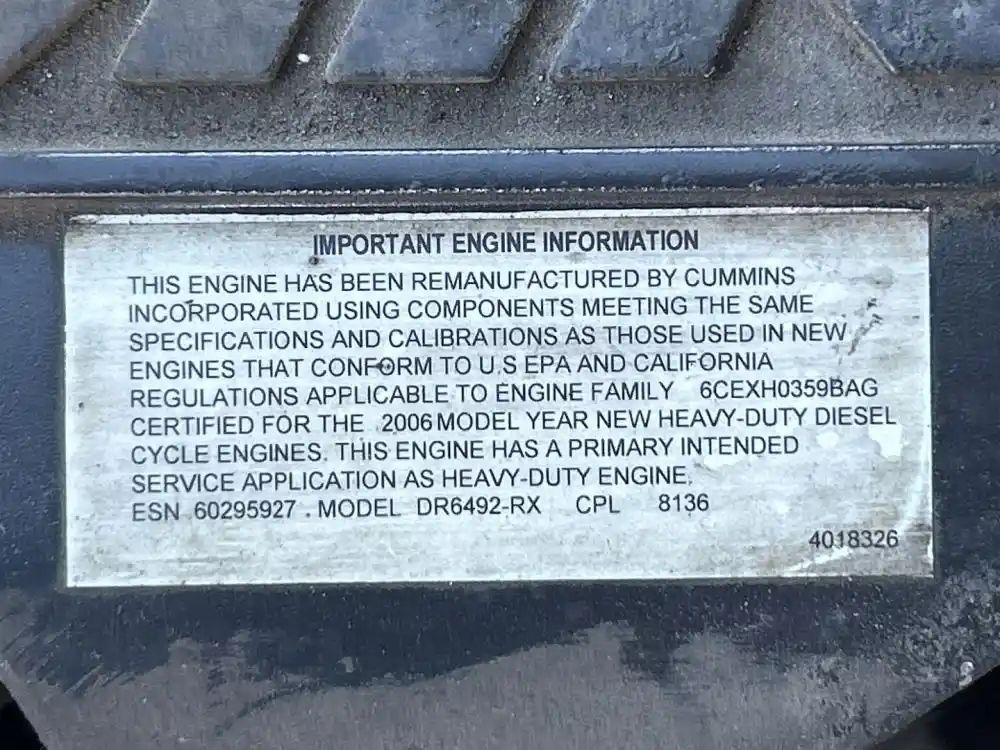 IMPORTANT ENGINE INFORMATION
THIS ENGINE HAS BEEN REMANUFACTURED BY CUMMINS
INCORPORATED USING COMPONENTS MEETING THE SAME
SPECIFICATIONS AND CALIBRATIONS AS THOSE USED IN NEW
ENGINES THAT CONFORM TO U.S EPA AND CALIFORNIA
REGULATIONS APPLICABLE TO ENGINE FAMILY 6CEXH0359BAG
CERTIFIED FOR THE 2006 MODEL YEAR NEW HEAVY-DUTY DIESEL
CYCLE ENGINES. THIS ENGINE HAS A PRIMARY INTENDED
SERVICE APPLICATION AS HEAVY-DUTY ENGINE.
ESN 60295927 . MODEL DR6492-RX CPL 8136
4018326